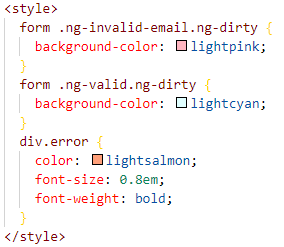 <style>
form .ng-invalid-email.ng-dirty {
background-color: lightpink;
}
form .ng-valid.ng-dirty {
background-color: lightcyan;
}
div.error {
color: lightsalmon;
font-size: 0.8em;
font-weight: bold;
}
</style>